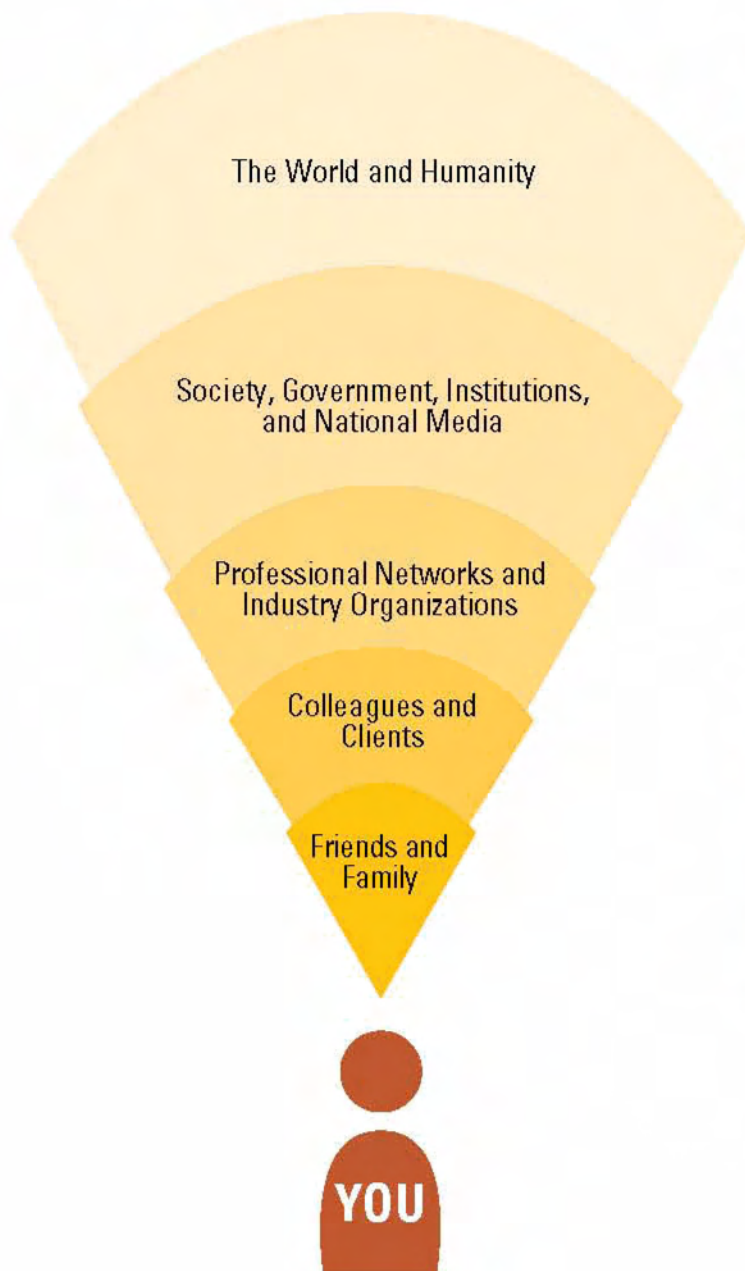 The World and Humanity
Society, Government, Institutions,
and National Media
Professional Networks and
Industry Organizations
Colleagues and
Clients
Friends and
Family
YOU